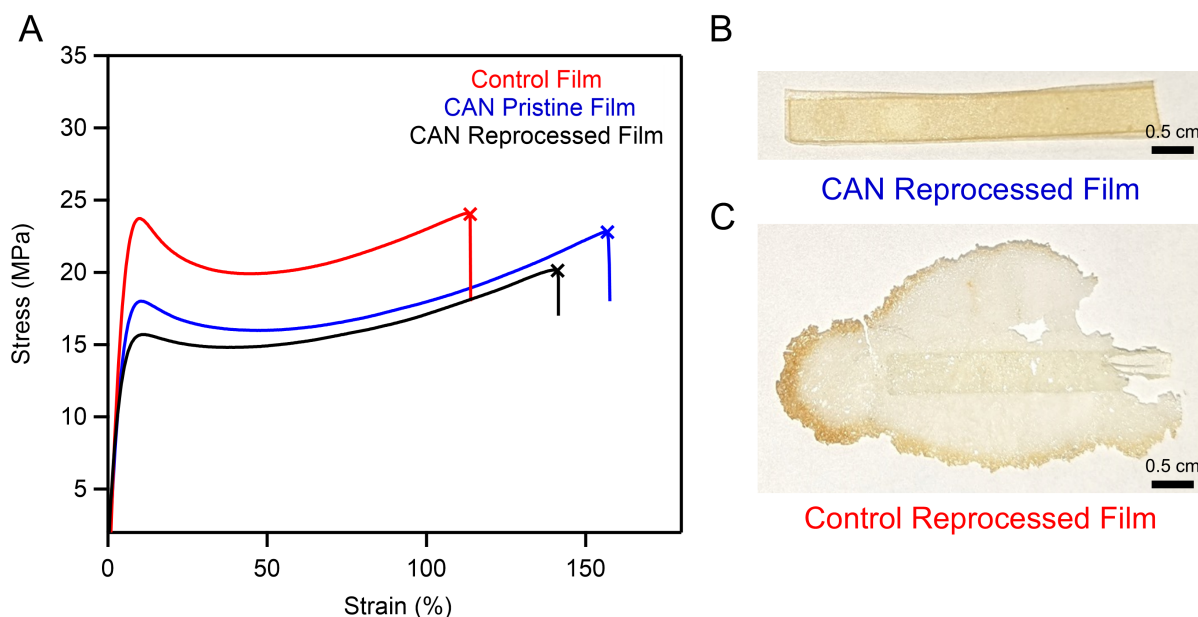 A
35
30
25
20
15
10
5
Stress (MPa)
0
50
100
150
Strain (%)
Control Film
CAN Pristine Film
CAN Reprocessed Film
B
0.5 cm
CAN Reprocessed Film
C
0.5 cm
Control Reprocessed Film